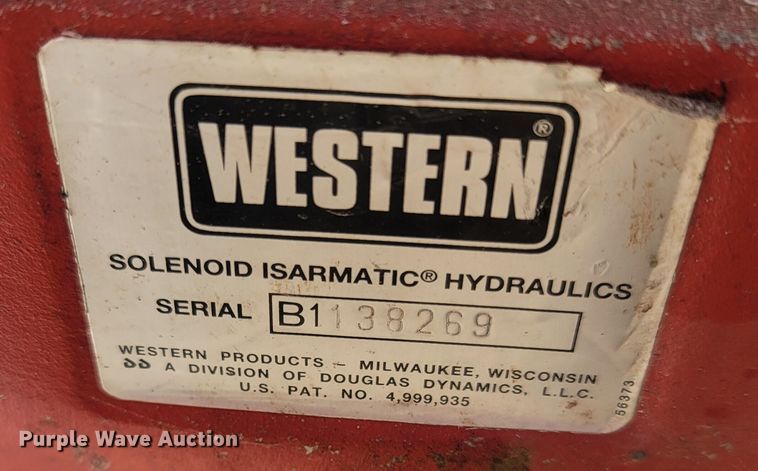 WESTERN®
SOLENOID ISARMATIC® HYDRAULICS
SERIAL B1138269
WESTERN PRODUCTS – MILWAUKEE, WISCONSIN
A DIVISION OF DOUGLAS DYNAMICS, L.L.C.
U.S. PAT. NO. 4,999,935
56373
Purple Wave Auction